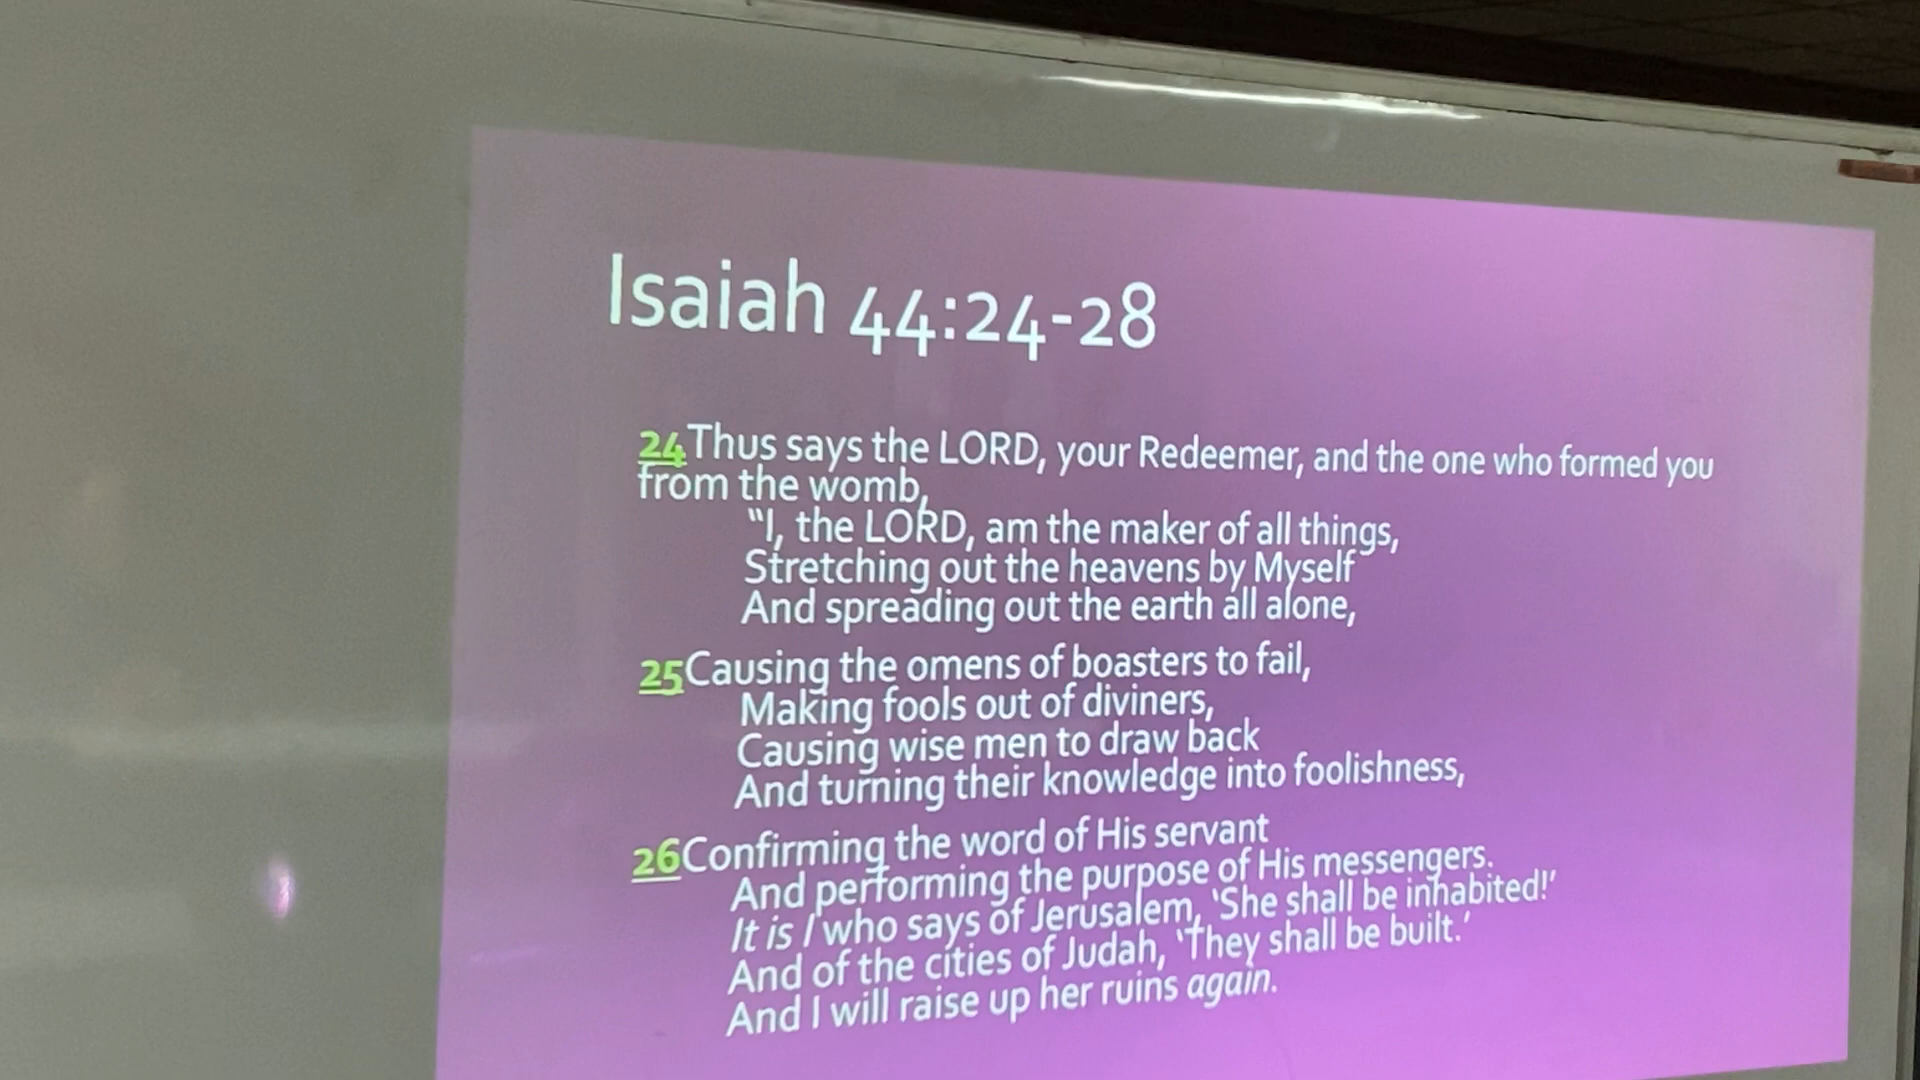 Isaiah 44:24-28
24Thus says the LORD, your Redeemer, and the one who formed you
from the womb,
“I, the LORD, am the maker of all things,
Stretching out the heavens by Myself
And spreading out the earth all alone,
25Causing the omens of boasters to fail,
Making fools out of diviners,
Causing wise men to draw back
And turning their knowledge into foolishness,
26Confirming the word of His servant
And performing the purpose of His messengers.
It is I who says of Jerusalem, ‘She shall be inhabited!’
And of the cities of Judah, ‘They shall be built.’
And I will raise up her ruins again.